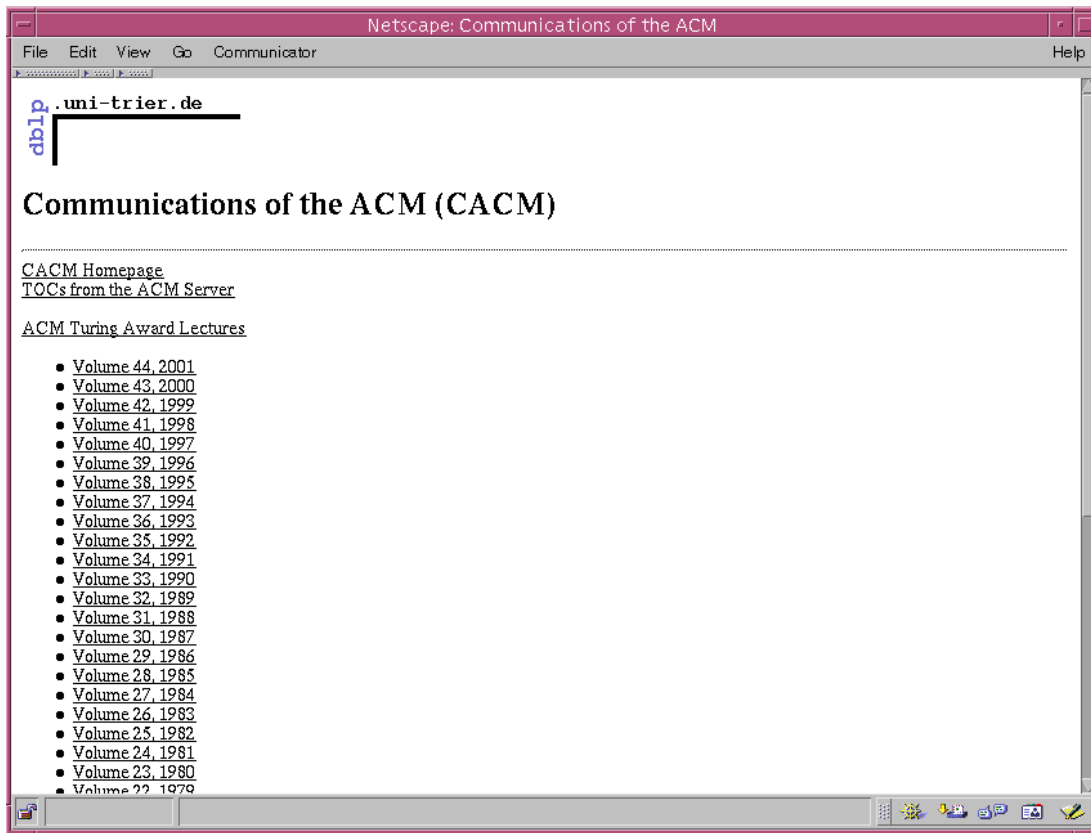 Netscape: Communications of the ACM
File Edit View Go Communicator Help
dblp.uni-trier.de
Communications of the ACM (CACM)
CACM Homepage
TOCs from the ACM Server
ACM Turing Award Lectures
Volume 44, 2001
Volume 43, 2000
Volume 42, 1999
Volume 41, 1998
Volume 40, 1997
Volume 39, 1996
Volume 38, 1995
Volume 37, 1994
Volume 36, 1993
Volume 35, 1992
Volume 34, 1991
Volume 33, 1990
Volume 32, 1989
Volume 31, 1988
Volume 30, 1987
Volume 29, 1986
Volume 28, 1985
Volume 27, 1984
Volume 26, 1983
Volume 25, 1982
Volume 24, 1981
Volume 23, 1980
Volume 22, 1979